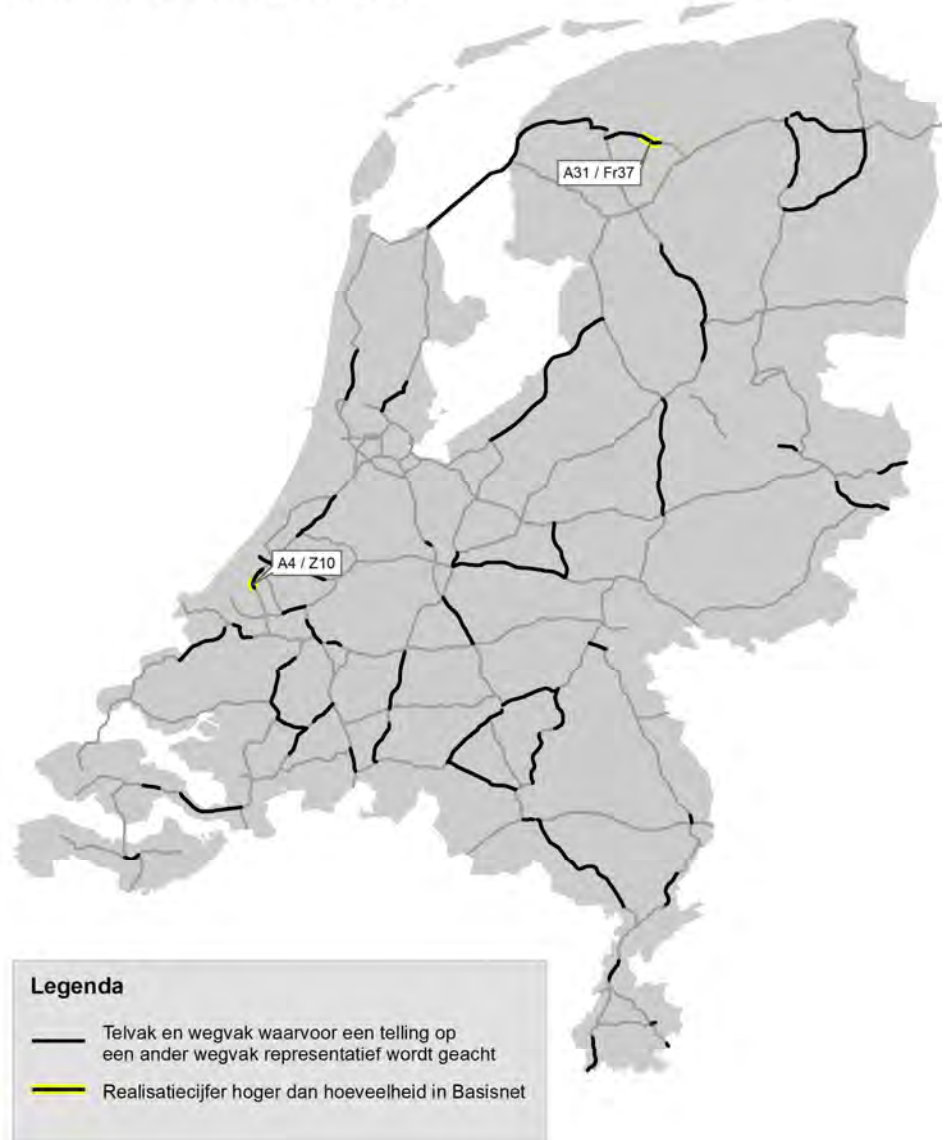 A31 / Fr37
A4 / Z10
Legenda
Telvak en wegvak waarvoor een telling op
een ander wegvak representatief wordt geacht
Realisatiecijfer hoger dan hoeveelheid in Basisnet